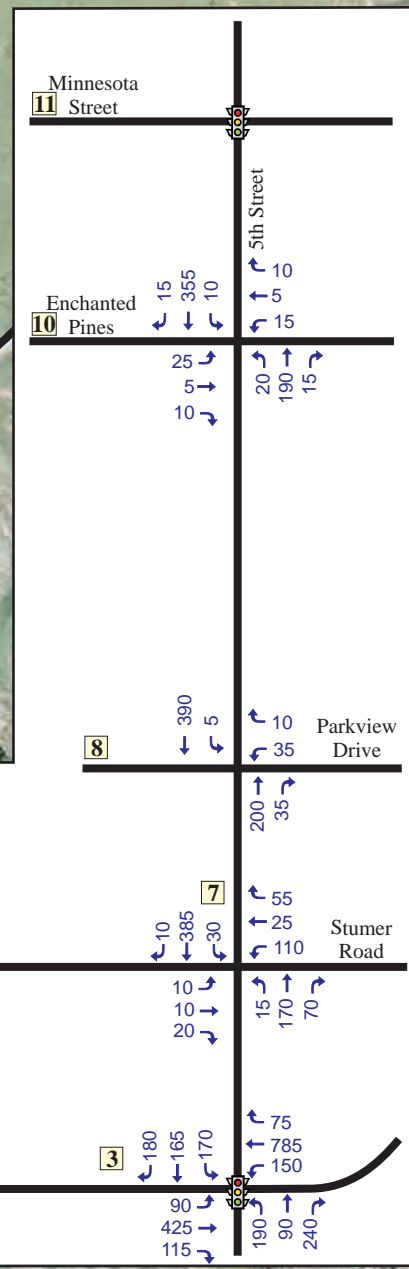 Minnesota
11 Street
5th Street
15 355 10
10
5
15
Enchanted
10 Pines
25
5
10
20 190 15
390 5
10
35
Parkview
Drive
8
200 35
7
10 385 30
55
25
110
Stumer
Road
10
10
20
15 170 70
180 165 170
75
785
150
3
90
425
115
190 90 240